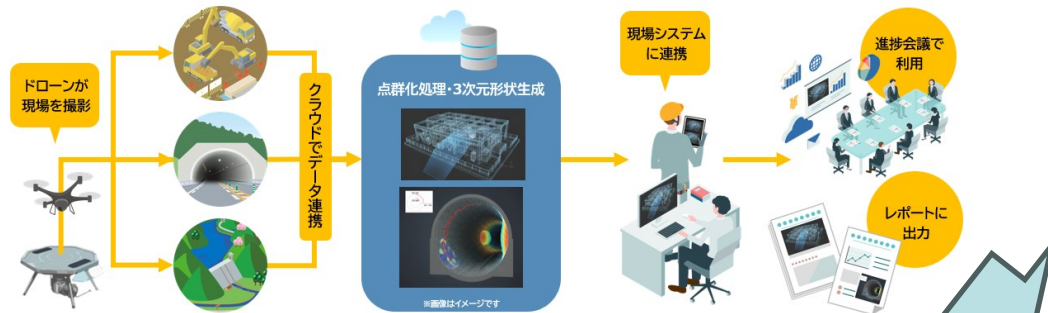 ドローンが
現場を撮影
クラウドでデータ連携
点群化処理・3次元形状生成
※画像はイメージです
現場システム
に連携
進捗会議で
利用
レポートに
出力